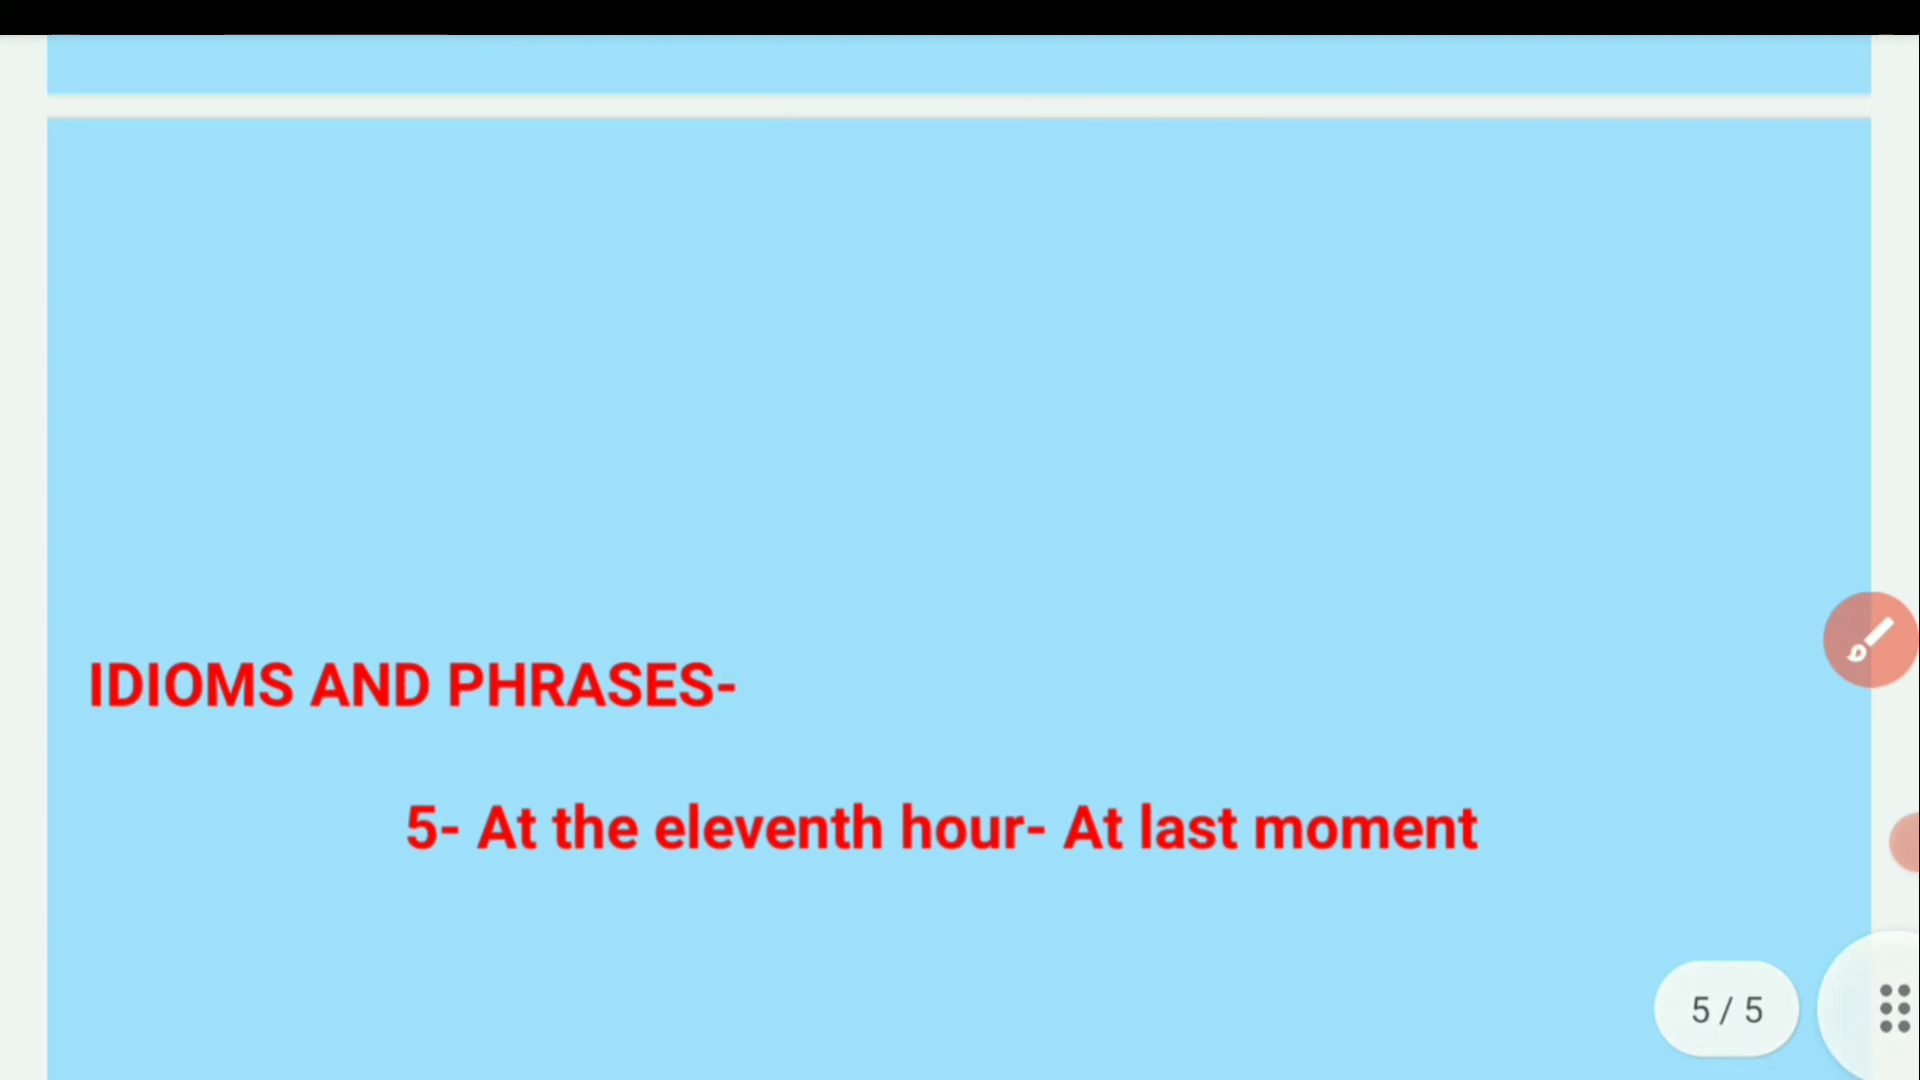 IDIOMS AND PHRASES-
5- At the eleventh hour- At last moment
5 / 5